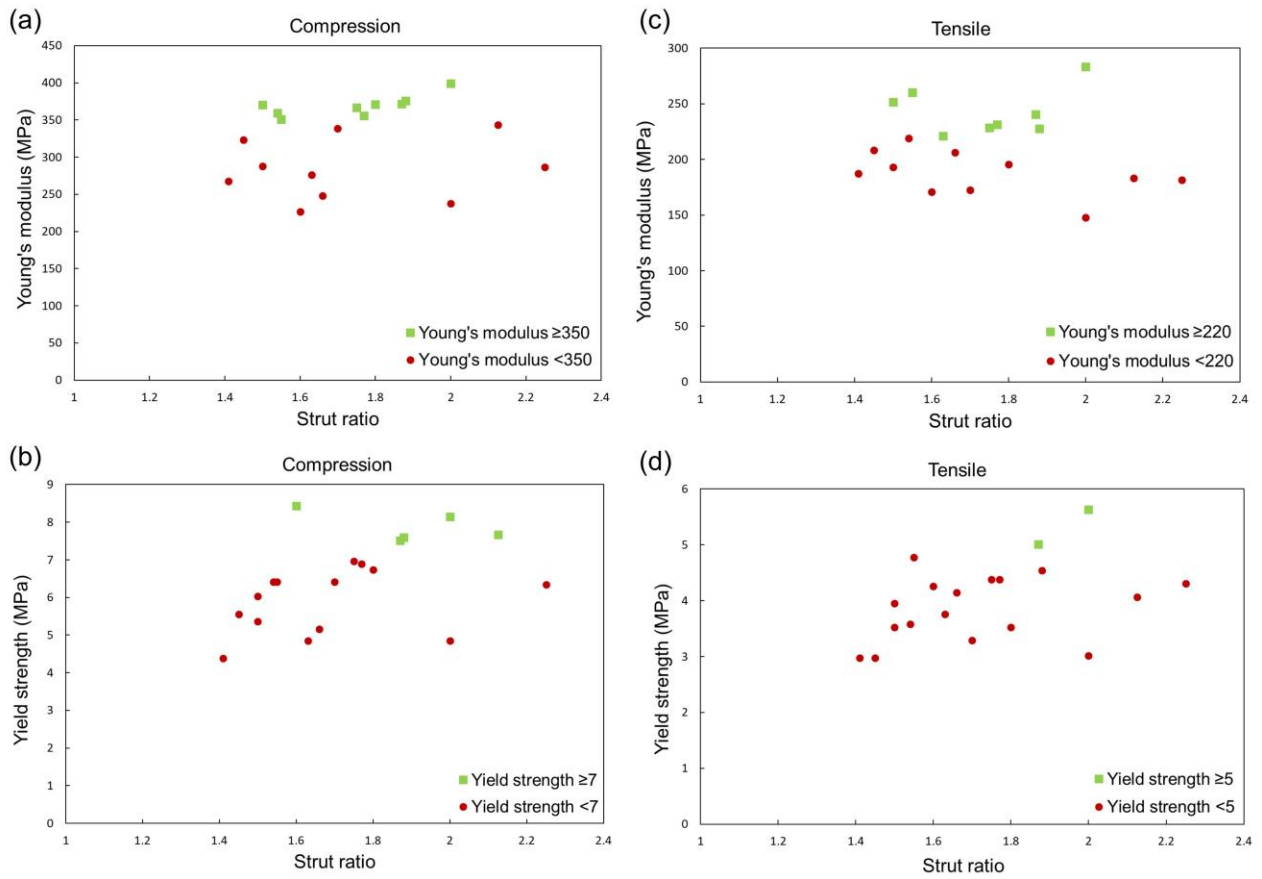 (a)
Compression
Young's modulus (MPa)
450
400
350
300
250
200
150
100
50
0
1
1.2
1.4
1.6
1.8
2
2.2
2.4
Strut ratio
Young's modulus ≥350
Young's modulus <350
(c)
Tensile
Young's modulus (MPa)
300
250
200
150
100
50
0
1
1.2
1.4
1.6
1.8
2
2.2
2.4
Strut ratio
Young's modulus ≥220
Young's modulus <220
(b)
Compression
Yield strength (MPa)
9
8
7
6
5
4
3
2
1
0
1
1.2
1.4
1.6
1.8
2
2.2
2.4
Strut ratio
Yield strength ≥7
Yield strength <7
(d)
Tensile
Yield strength (MPa)
6
5
4
3
2
1
0
1
1.2
1.4
1.6
1.8
2
2.2
2.4
Strut ratio
Yield strength ≥5
Yield strength <5